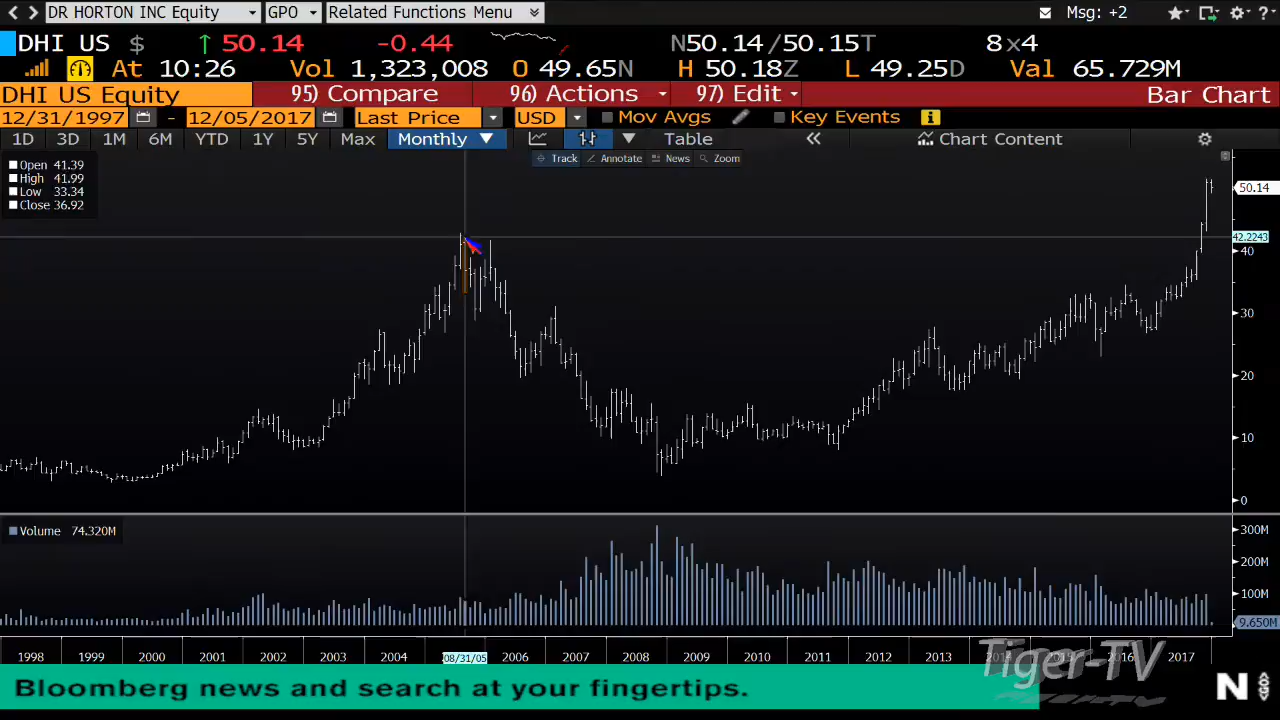 DR HORTON INC Equity GPO Related Functions Menu Msg: +2
DHI US $ 50.14 -0.44 N50.14/50.15T 8x4
At 10:26 Vol 1,323,008 O 49.65N H 50.18Z L 49.25D Val 65.729M
DHI US Equity 95) Compare 96) Actions 97) Edit Bar Chart
12/31/1997 - 12/05/2017 Last Price USD Mov Avgs Key Events
1D 3D 1M 6M YTD 1Y 5Y Max Monthly Table Chart Content
Track Annotate News Zoom
Open 41.39
High 41.99
Low 33.34
Close 36.92
50.14
42.2243
40
30
20
10
0
Volume 74.320M
300M
200M
100M
9.650M
1998 1999 2000 2001 2002 2003 2004 08/31/05 2006 2007 2008 2009 2010 2011 2012 2013 2016 2017
Tiger-TV
Bloomberg news and search at your fingertips.